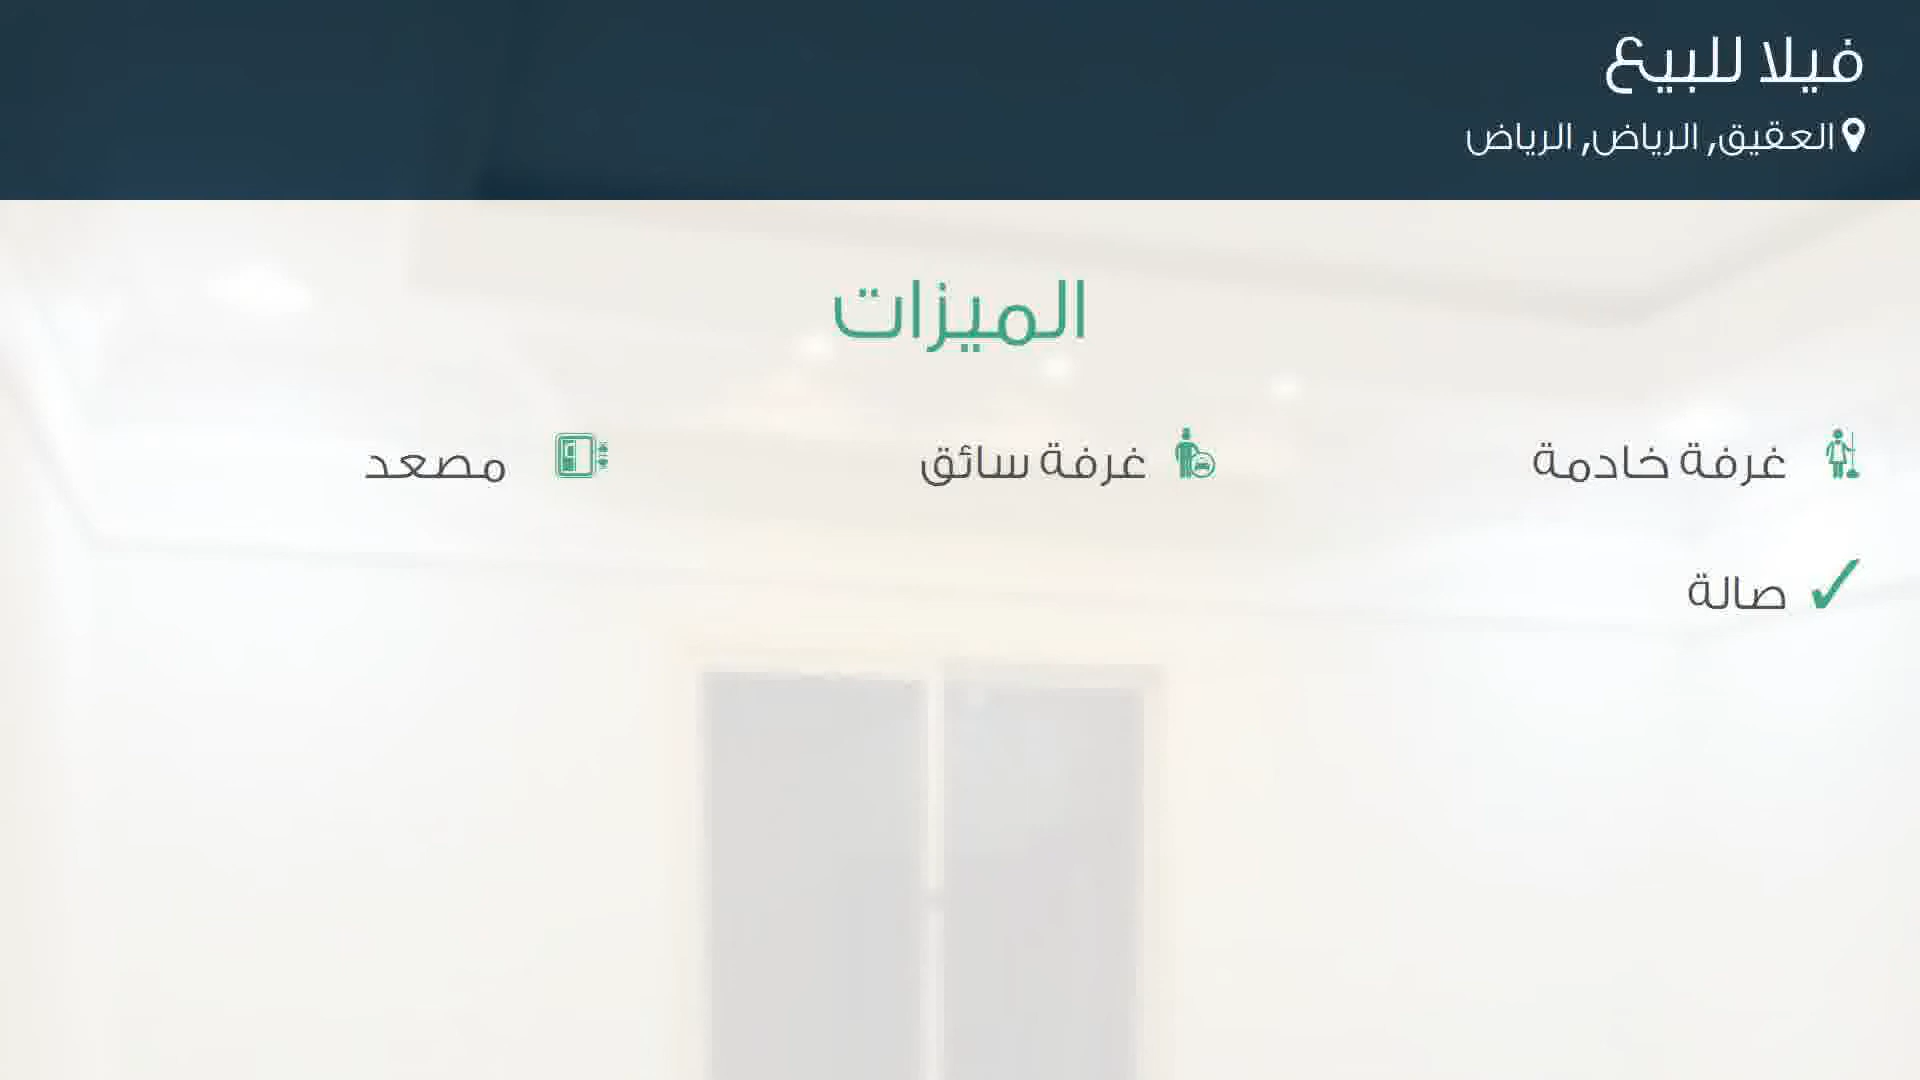 فيلا للبيع
العقيق, الرياض, الرياض
الميزات
غرفة خادمة
غرفة سائق
مصعد
صالة